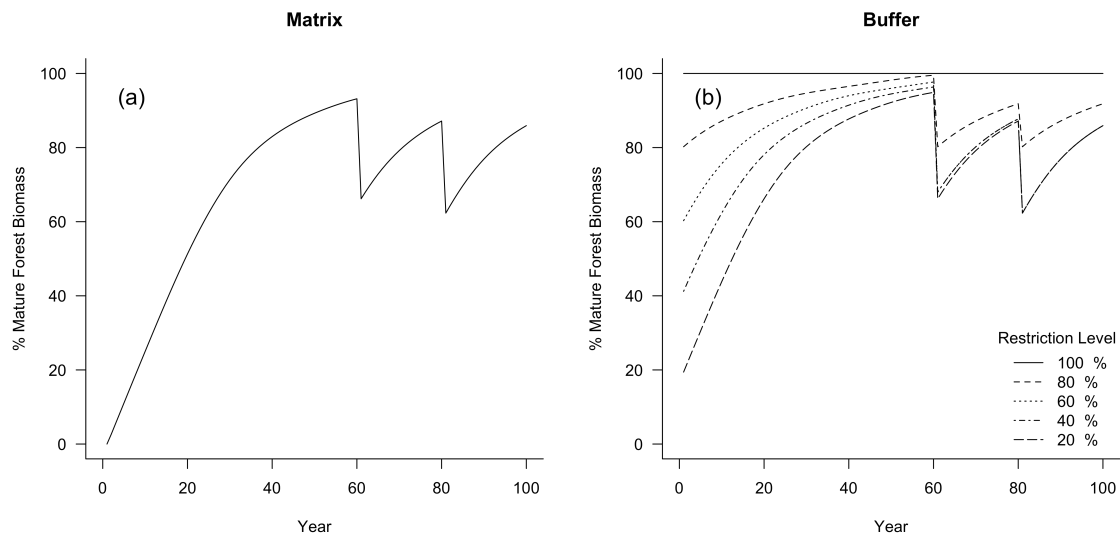 Matrix
(a)
% Mature Forest Biomass
100
80
60
40
20
0
0 20 40 60 80 100
Year
Buffer
(b)
% Mature Forest Biomass
100
80
60
40
20
0
Restriction Level
100 %
80 %
60 %
40 %
20 %
0 20 40 60 80 100
Year